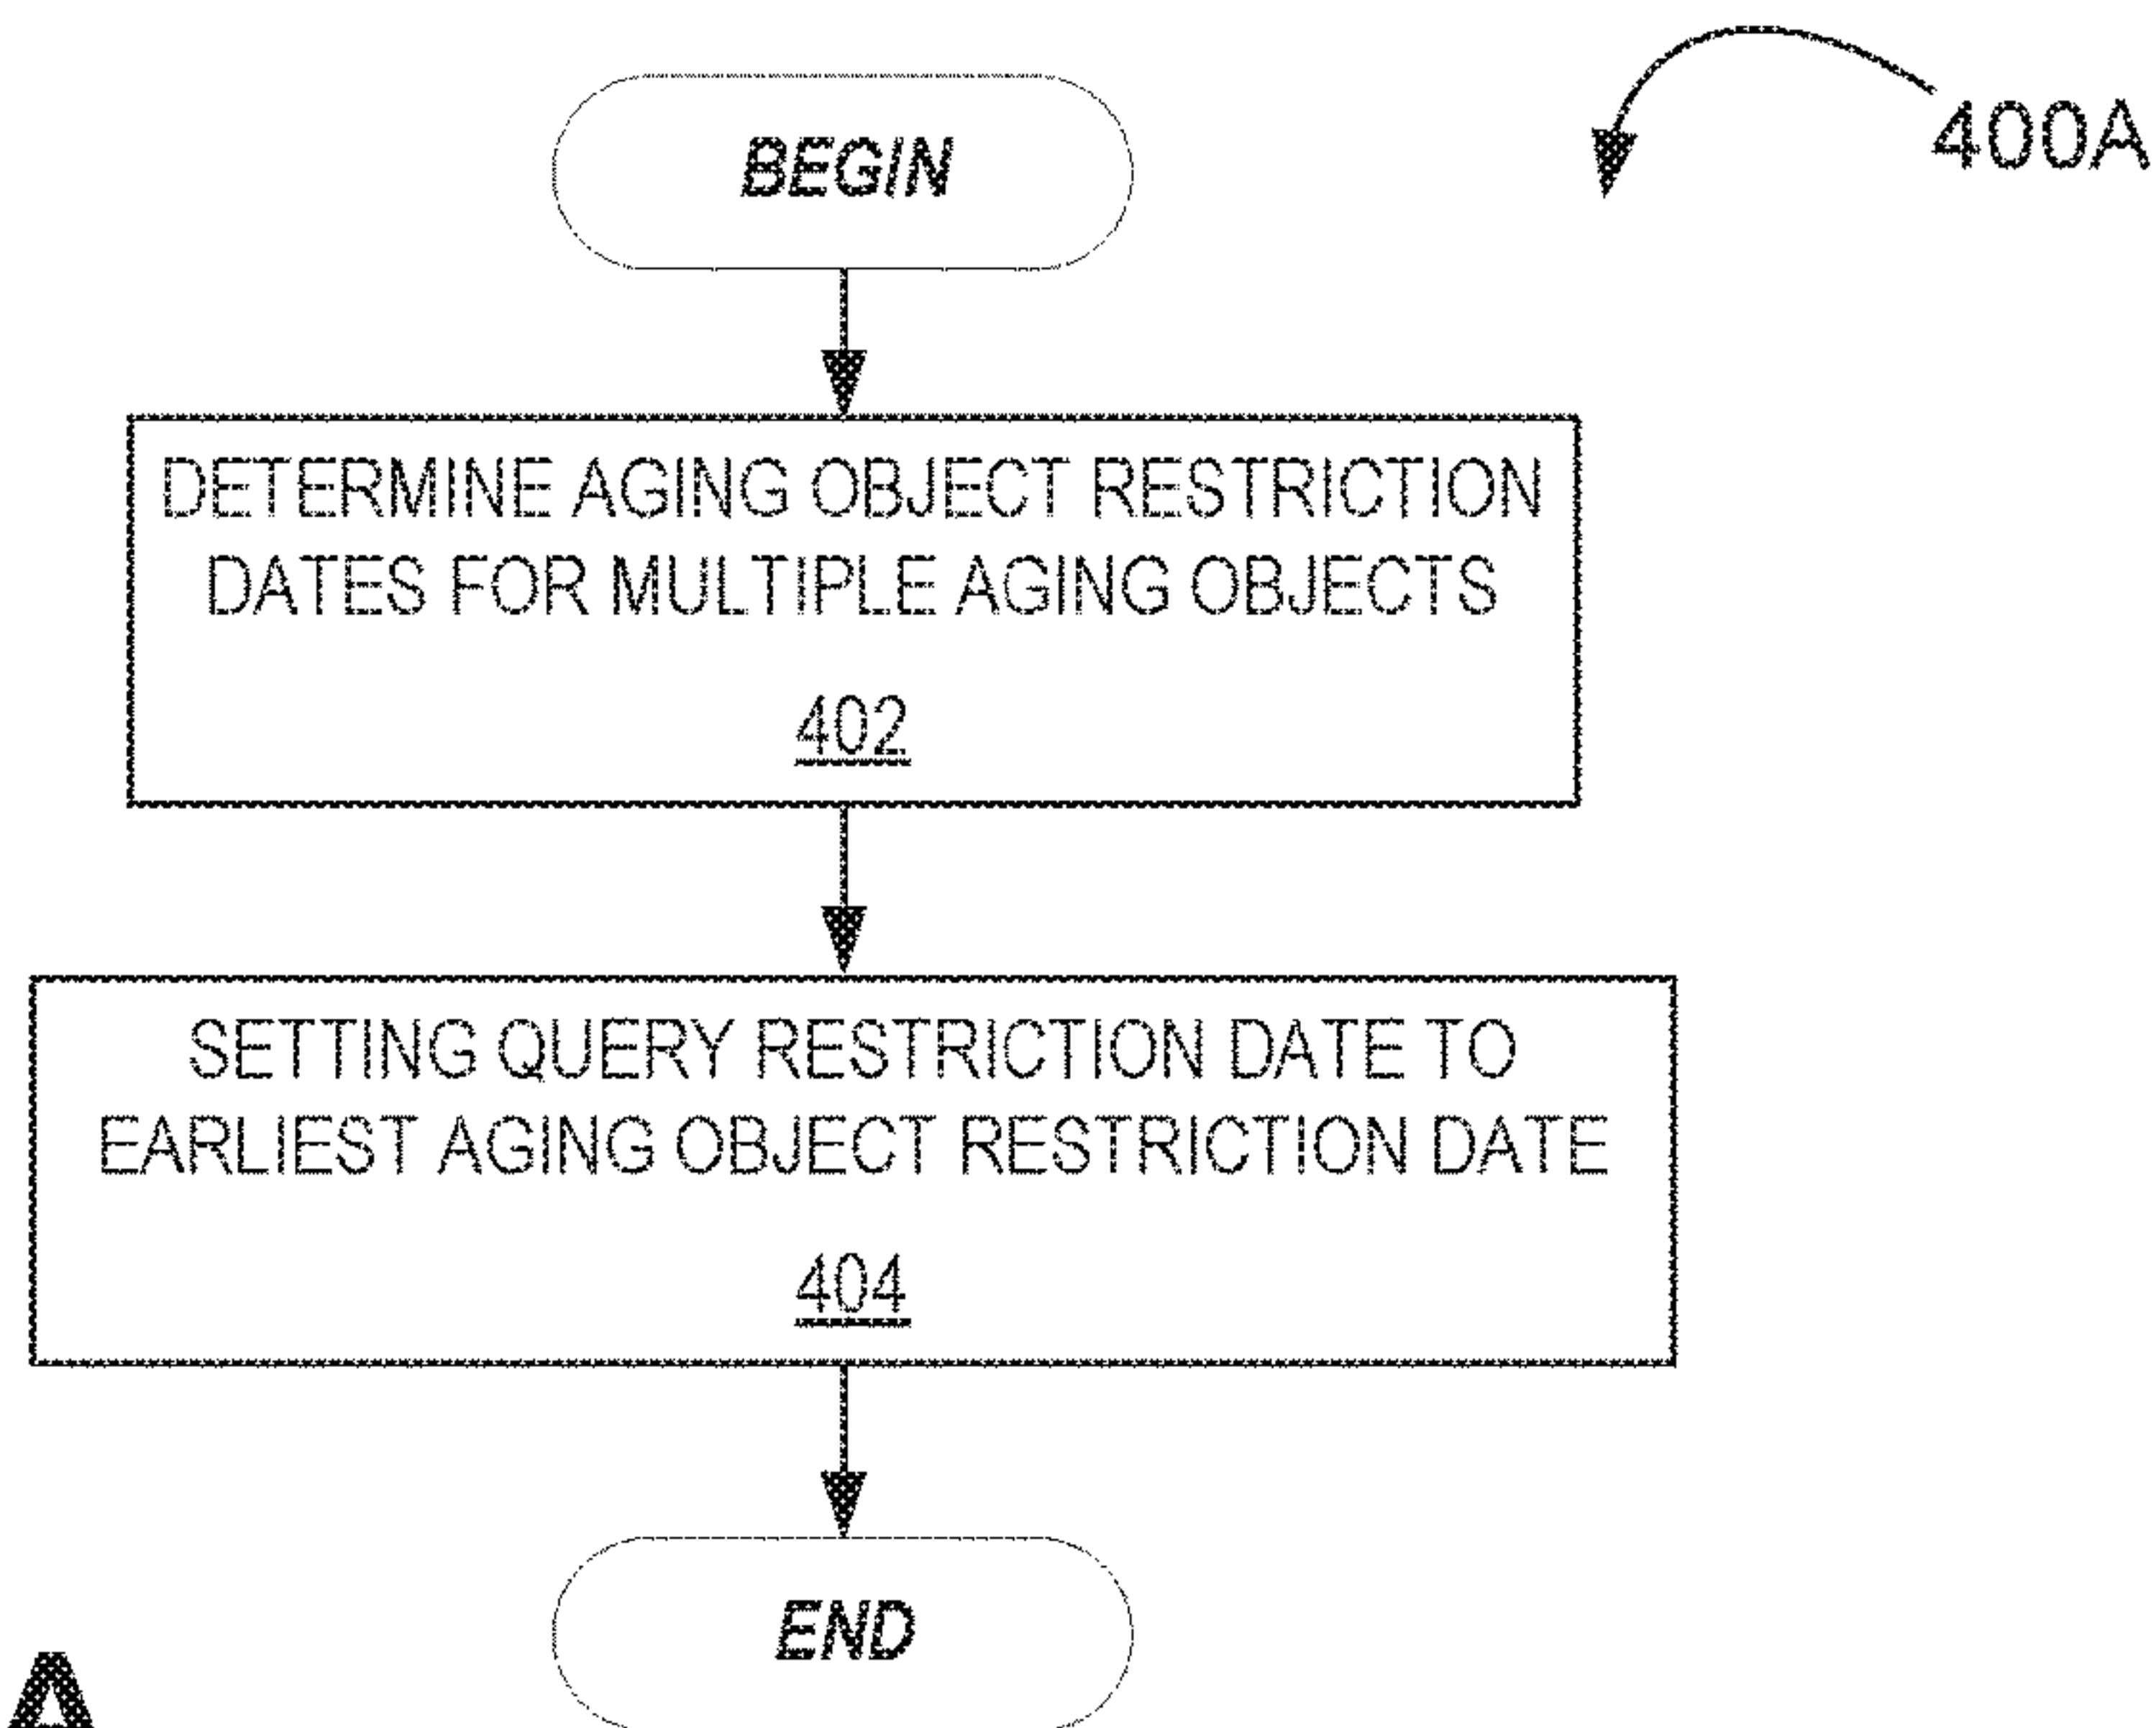 400A
BEGIN
DETERMINE AGING OBJECT RESTRICTION
DATES FOR MULTIPLE AGING OBJECTS
402
SETTING QUERY RESTRICTION DATE TO
EARLIEST AGING OBJECT RESTRICTION DATE
404
END
A